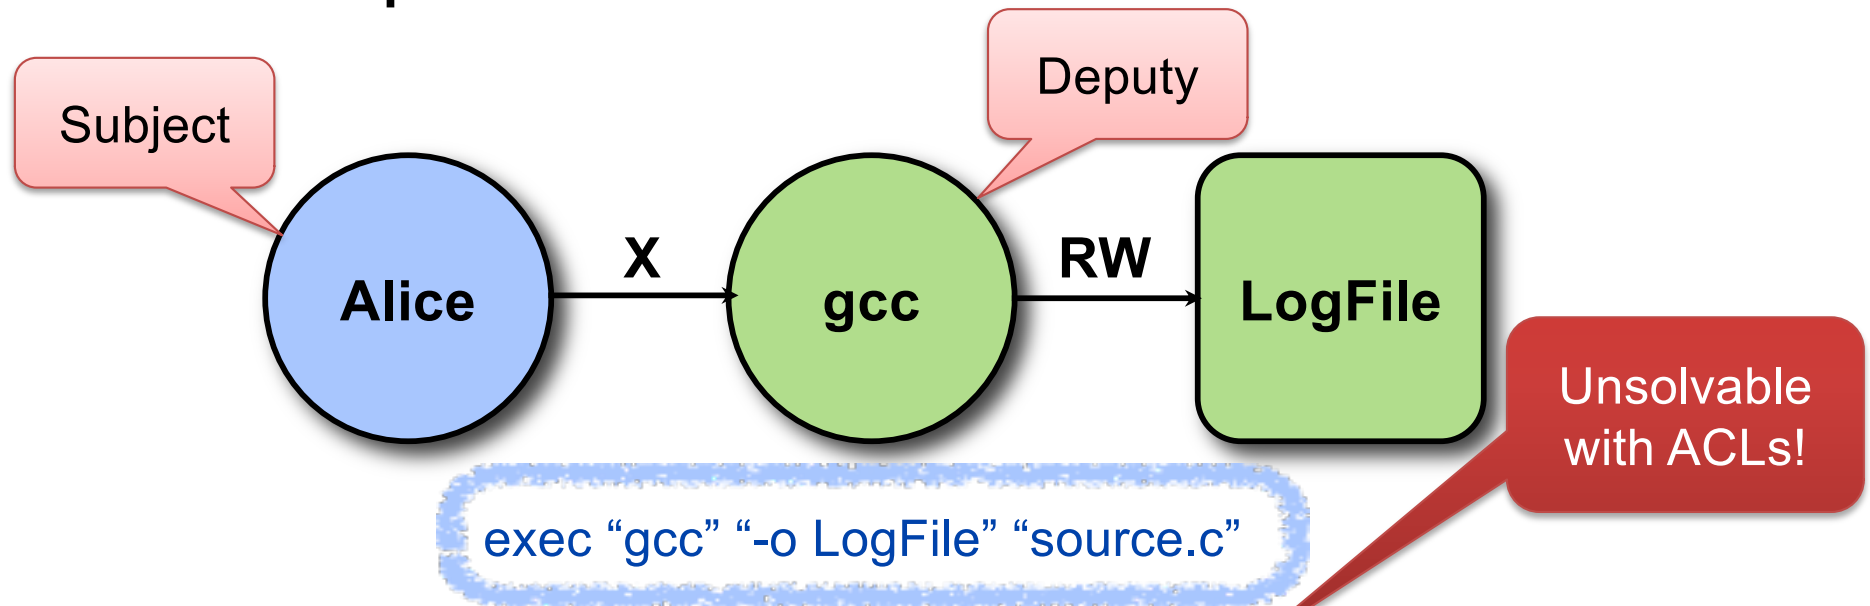 Subject
Deputy
Alice
X
gcc
RW
LogFile
Unsolvable
with ACLs!
exec “gcc” “-o LogFile” “source.c”